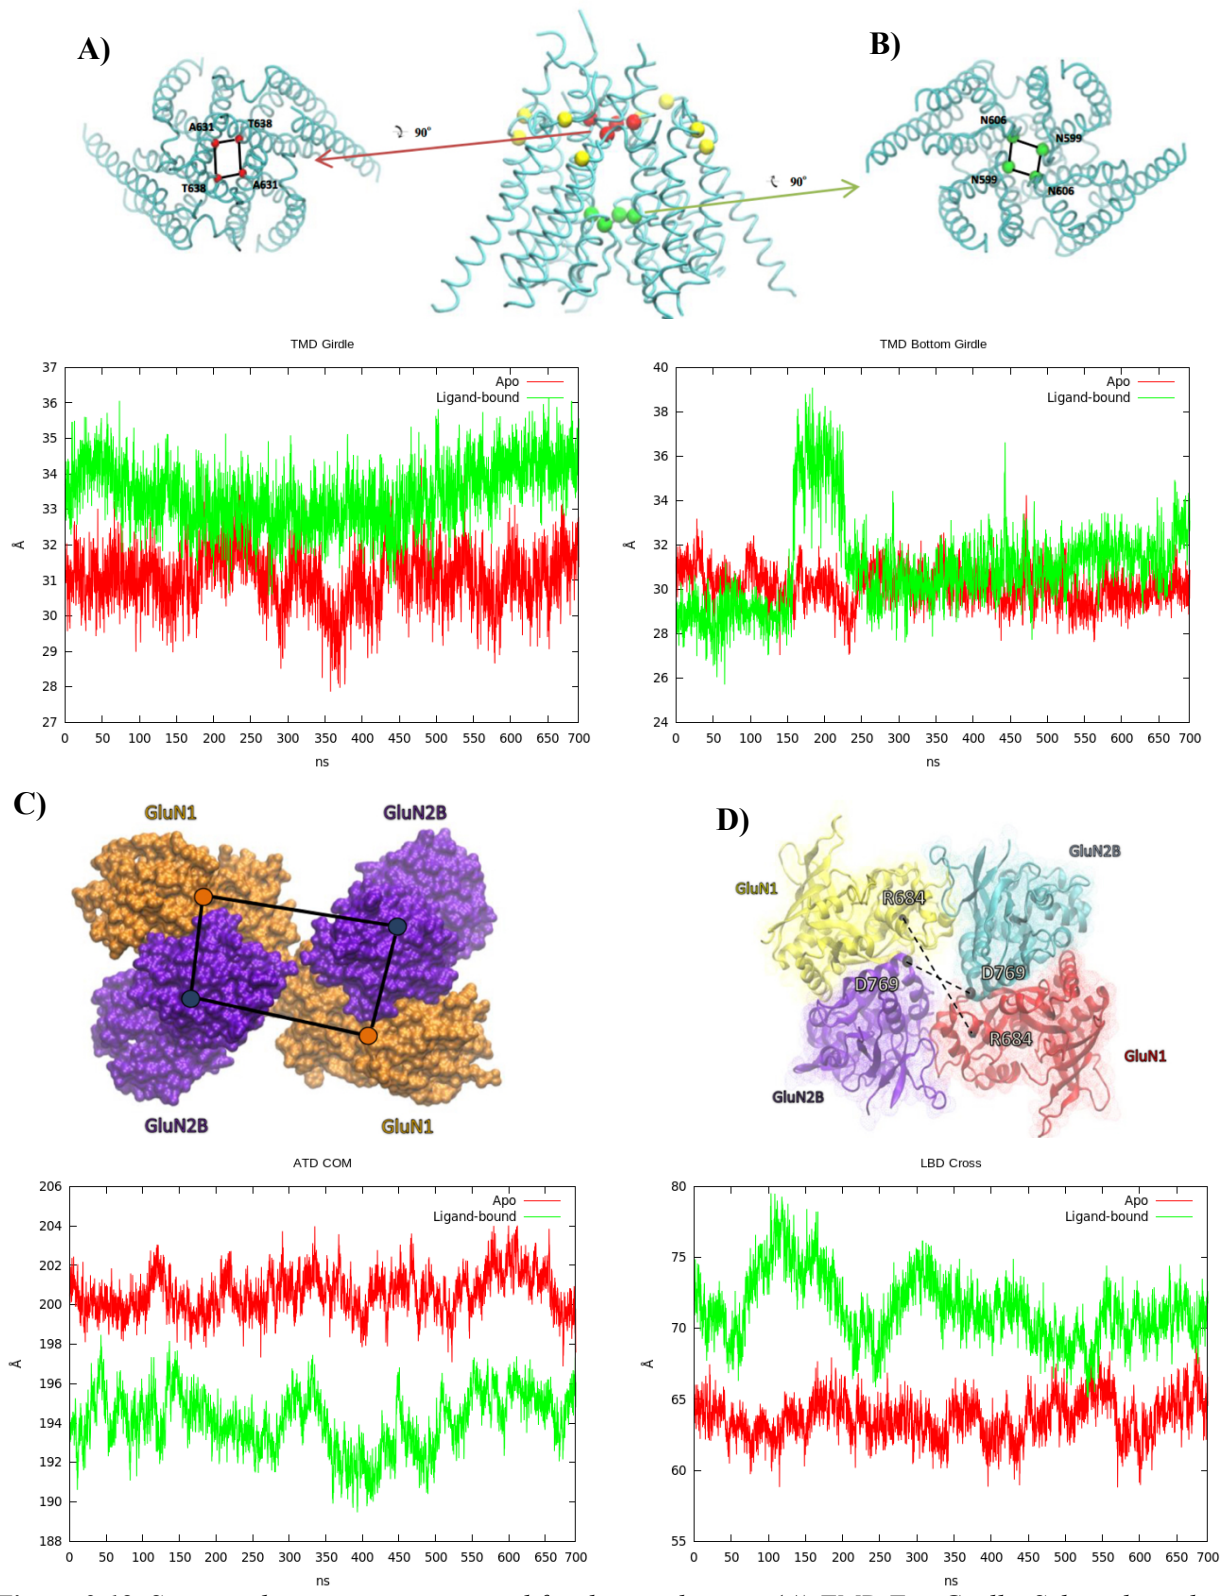 A)
B)
N606
N599
A631
T638
90°
N599
N606
T638
A631
90°
TMD Girdle
37
36
35
34
33
32
31
30
29
28
27
Å
Apo
Ligand-bound
0 50 100 150 200 250 300 350 400 450 500 550 600 650 700
ns
TMD Bottom Girdle
40
38
36
34
32
30
28
26
24
Å
Apo
Ligand-bound
0 50 100 150 200 250 300 350 400 450 500 550 600 650 700
ns
C)
GluN1
GluN2B
GluN2B
GluN1
D)
GluN2B
GluN1
R684
D769
D769
R684
GluN1
GluN2B
ATD COM
206
204
202
200
198
196
194
192
190
188
Å
Apo
Ligand-bound
0 50 100 150 200 250 300 350 400 450 500 550 600 650 700
ns
LBD Cross
80
75
70
65
60
55
Å
Apo
Ligand-bound
0 50 100 150 200 250 300 350 400 450 500 550 600 650 700
ns